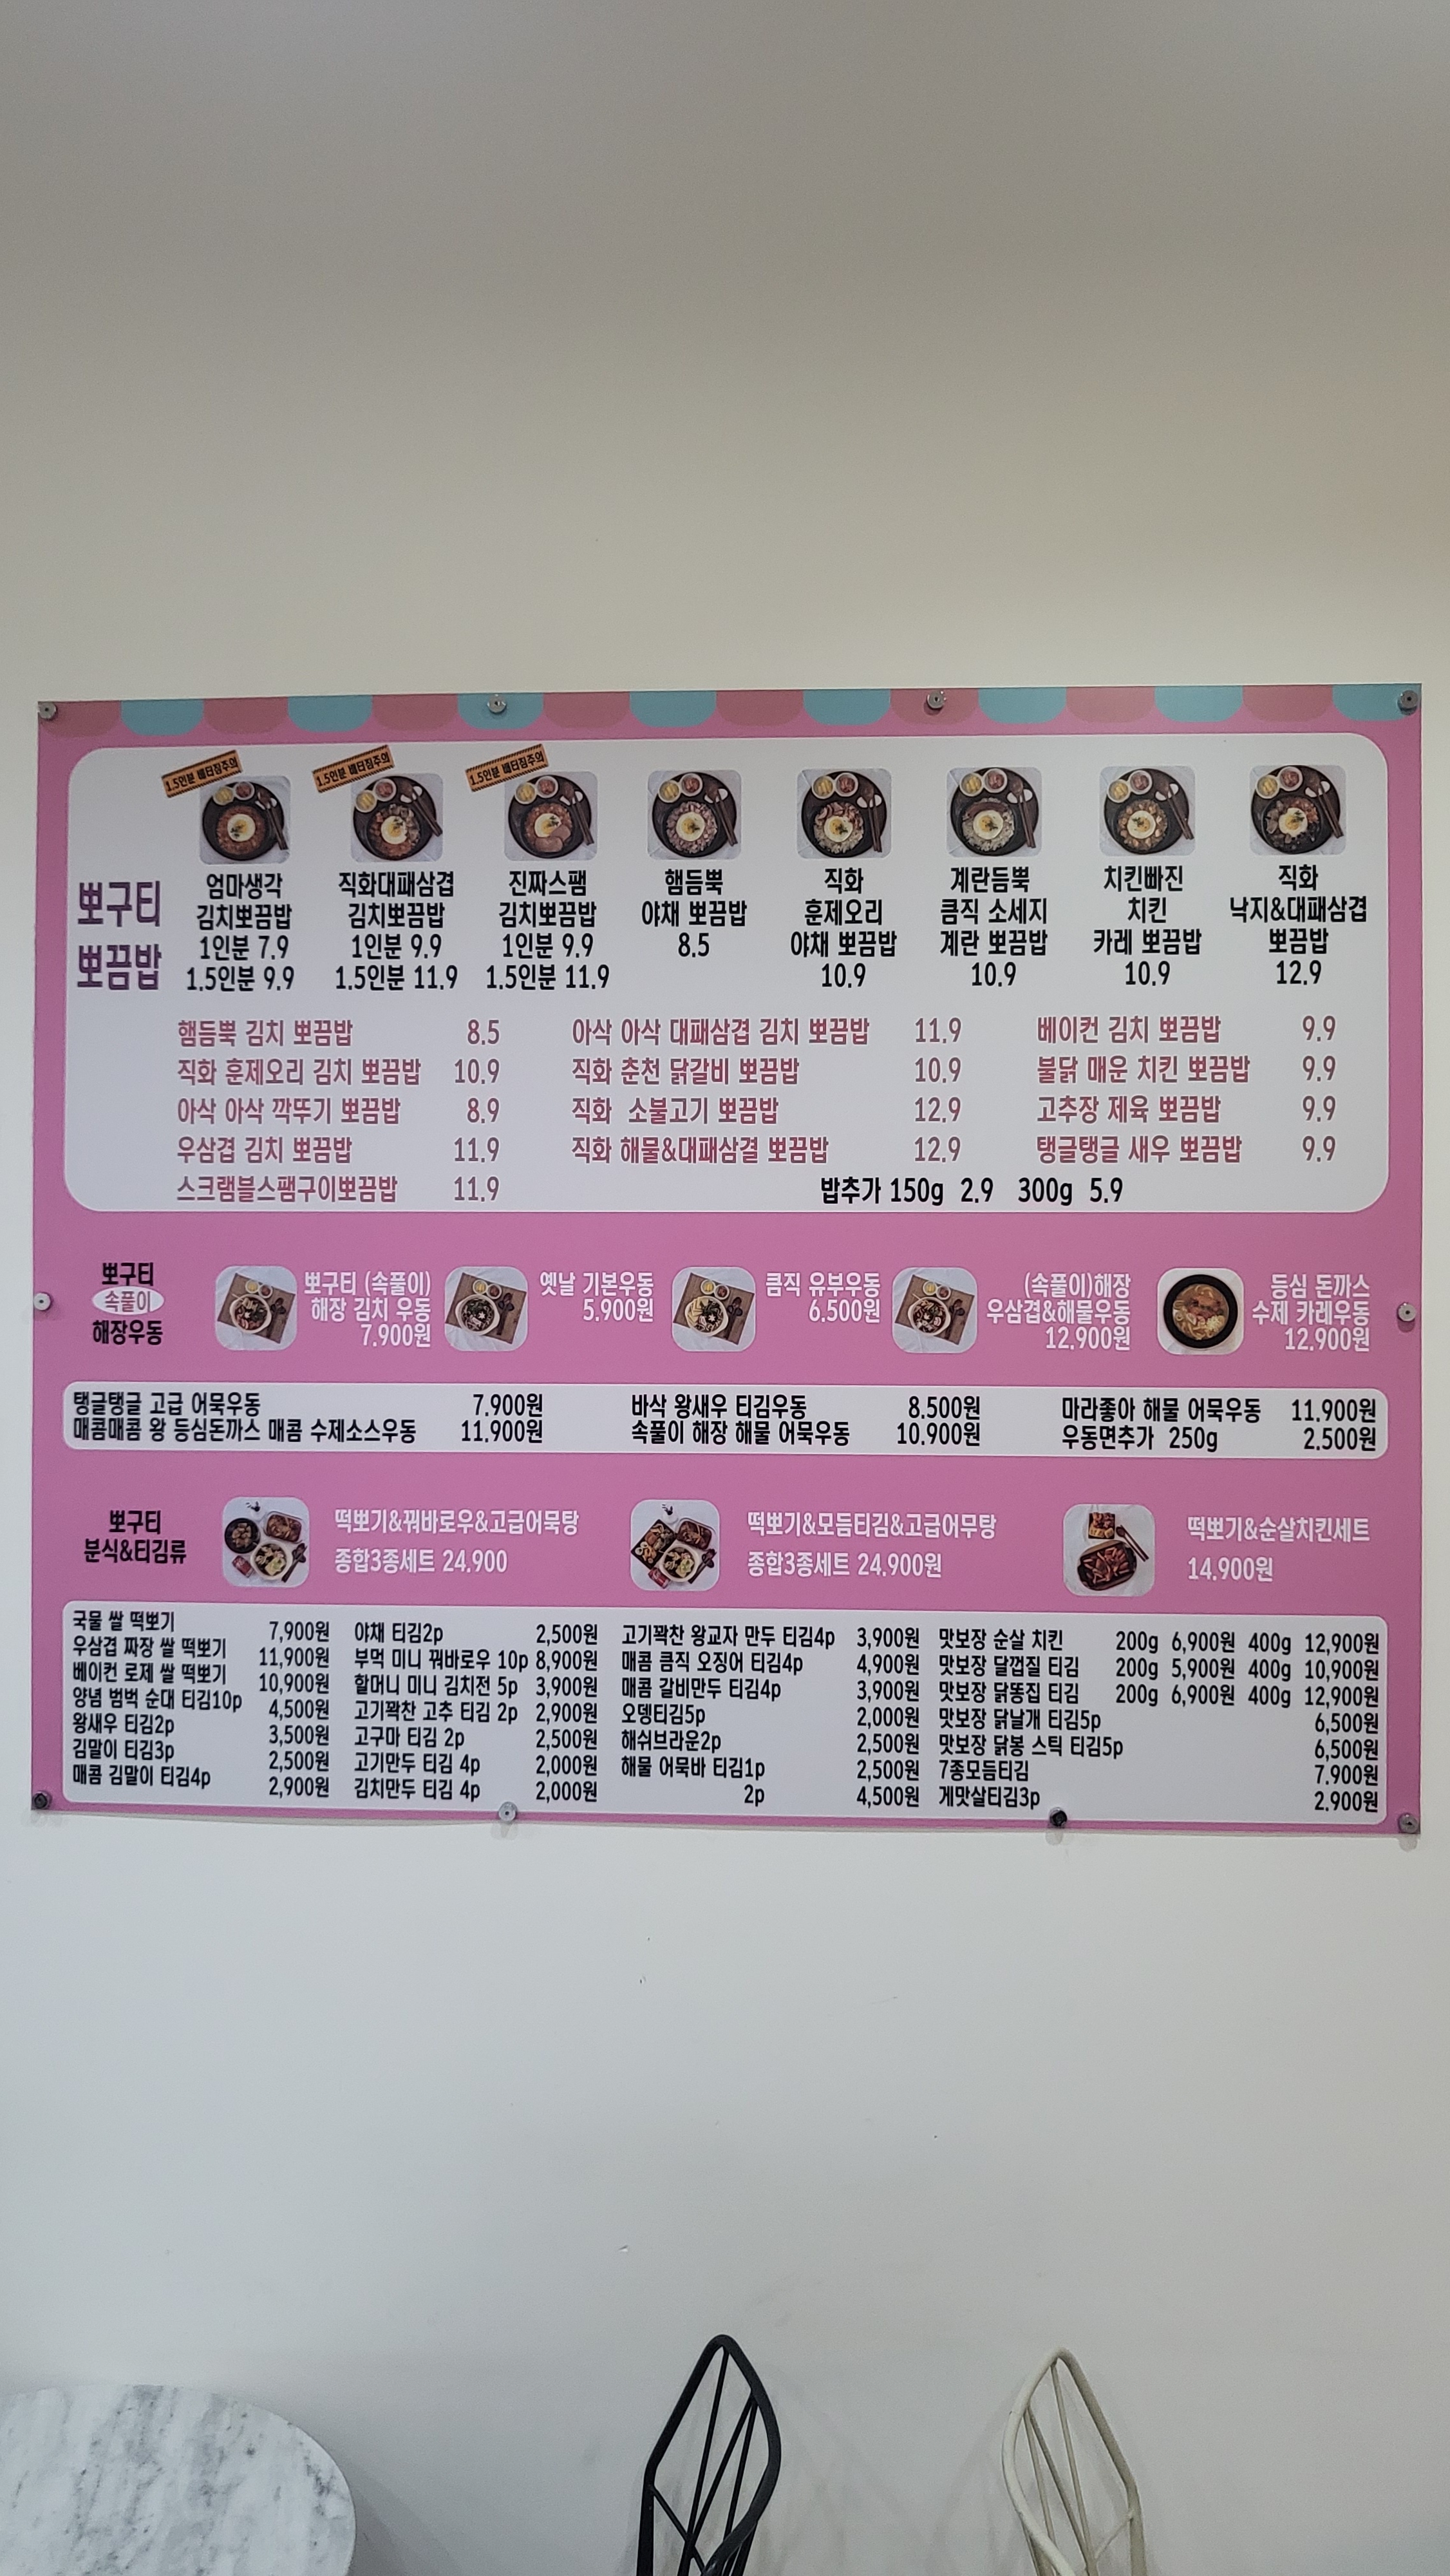 1.5인분 배터짐주의
1.5인분 배터짐주의
1.5인분 배터짐주의
뽀구티
뽀끔밥
엄마생각
김치뽀끔밥
1인분 7.9
1.5인분 9.9
직화대패삼겹
김치뽀끔밥
1인분 9.9
1.5인분 11.9
진짜스팸
김치뽀끔밥
1인분 9.9
1.5인분 11.9
햄듬뿍
야채 뽀끔밥
8.5
직화
훈제오리
야채 뽀끔밥
10.9
계란듬뿍
큼직 소세지
계란 뽀끔밥
10.9
치킨빠진
치킨
카레 뽀끔밥
10.9
직화
낙지&대패삼겹
뽀끔밥
12.9
햄듬뿍 김치 뽀끔밥 8.5
직화 훈제오리 김치 뽀끔밥 10.9
아삭 아삭 깍뚜기 뽀끔밥 8.9
우삼겹 김치 뽀끔밥 11.9
스크램블스팸구이뽀끔밥 11.9
아삭 아삭 대패삼겹 김치 뽀끔밥 11.9
직화 춘천 닭갈비 뽀끔밥 10.9
직화 소불고기 뽀끔밥 12.9
직화 해물&대패삼결 뽀끔밥 12.9
베이컨 김치 뽀끔밥 9.9
불닭 매운 치킨 뽀끔밥 9.9
고추장 제육 뽀끔밥 9.9
탱글탱글 새우 뽀끔밥 9.9
밥추가 150g 2.9 300g 5.9
뽀구티
속풀이
해장우동
뽀구티 (속풀이)
해장 김치 우동
7.900원
옛날 기본우동
5.900원
큼직 유부우동
6.500원
(속풀이)해장
우삼겹&해물우동
12.900원
등심 돈까스
수제 카레우동
12.900원
탱글탱글 고급 어묵우동 7.900원
매콤매콤 왕 등심돈까스 매콤 수제소스우동 11.900원
바삭 왕새우 티김우동 8.500원
속풀이 해장 해물 어묵우동 10.900원
마라좋아 해물 어묵우동 11.900원
우동면추가 250g 2.500원
뽀구티
분식&티김류
떡뽀기&꿔바로우&고급어묵탕
종합3종세트 24.900
떡뽀기&모듬티김&고급어무탕
종합3종세트 24.900원
떡뽀기&순살치킨세트
14.900원
국물 쌀 떡뽀기 7,900원
우삼겹 짜장 쌀 떡뽀기 11,900원
베이컨 로제 쌀 떡뽀기 10,900원
양념 범벅 순대 티김10p 4,500원
왕새우 티김2p 3,500원
김말이 티김3p 2,500원
매콤 김말이 티김4p 2,900원
야채 티김2p 2,500원
부먹 미니 꿔바로우 10p 8,900원
할머니 미니 김치전 5p 3,900원
고기꽉찬 고추 티김 2p 2,900원
고구마 티김 2p 2,500원
고기만두 티김 4p 2,000원
김치만두 티김 4p 2,000원
고기꽉찬 왕교자 만두 티김4p 3,900원
매콤 큼직 오징어 티김4p 4,900원
매콤 갈비만두 티김4p 3,900원
오뎅티김5p 2,000원
해쉬브라운2p 2,500원
해물 어묵바 티김1p 2,500원
2p 4,500원
맛보장 순살 치킨 200g 6,900원 400g 12,900원
맛보장 닭껍질 티김 200g 5,900원 400g 10,900원
맛보장 닭똥집 티김 200g 6,900원 400g 12,900원
맛보장 닭날개 티김5p 6,500원
맛보장 닭봉 스틱 티김5p 6,500원
7종모듬티김 7.900원
게맛살티김3p 2.900원